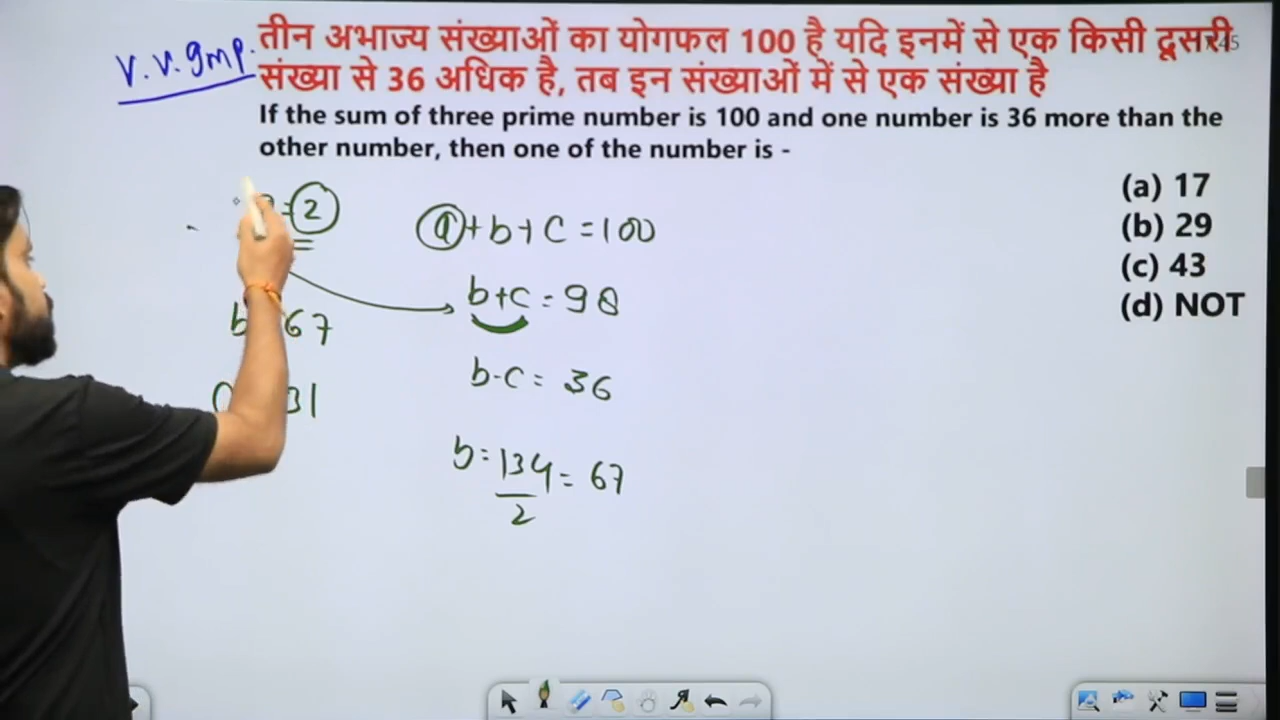 V.V.gmp.
तीन अभाज्य संख्याओं का योगफल 100 है यदि इनमें से एक किसी दूसरी
संख्या से 36 अधिक है, तब इन संख्याओं में से एक संख्या है
If the sum of three prime number is 100 and one number is 36 more than the
other number, then one of the number is -
(a) 17
(b) 29
(c) 43
(d) NOT
=2
b 67
31
a+b+c=100
b+c=98
b-c=36
b=134=67
2